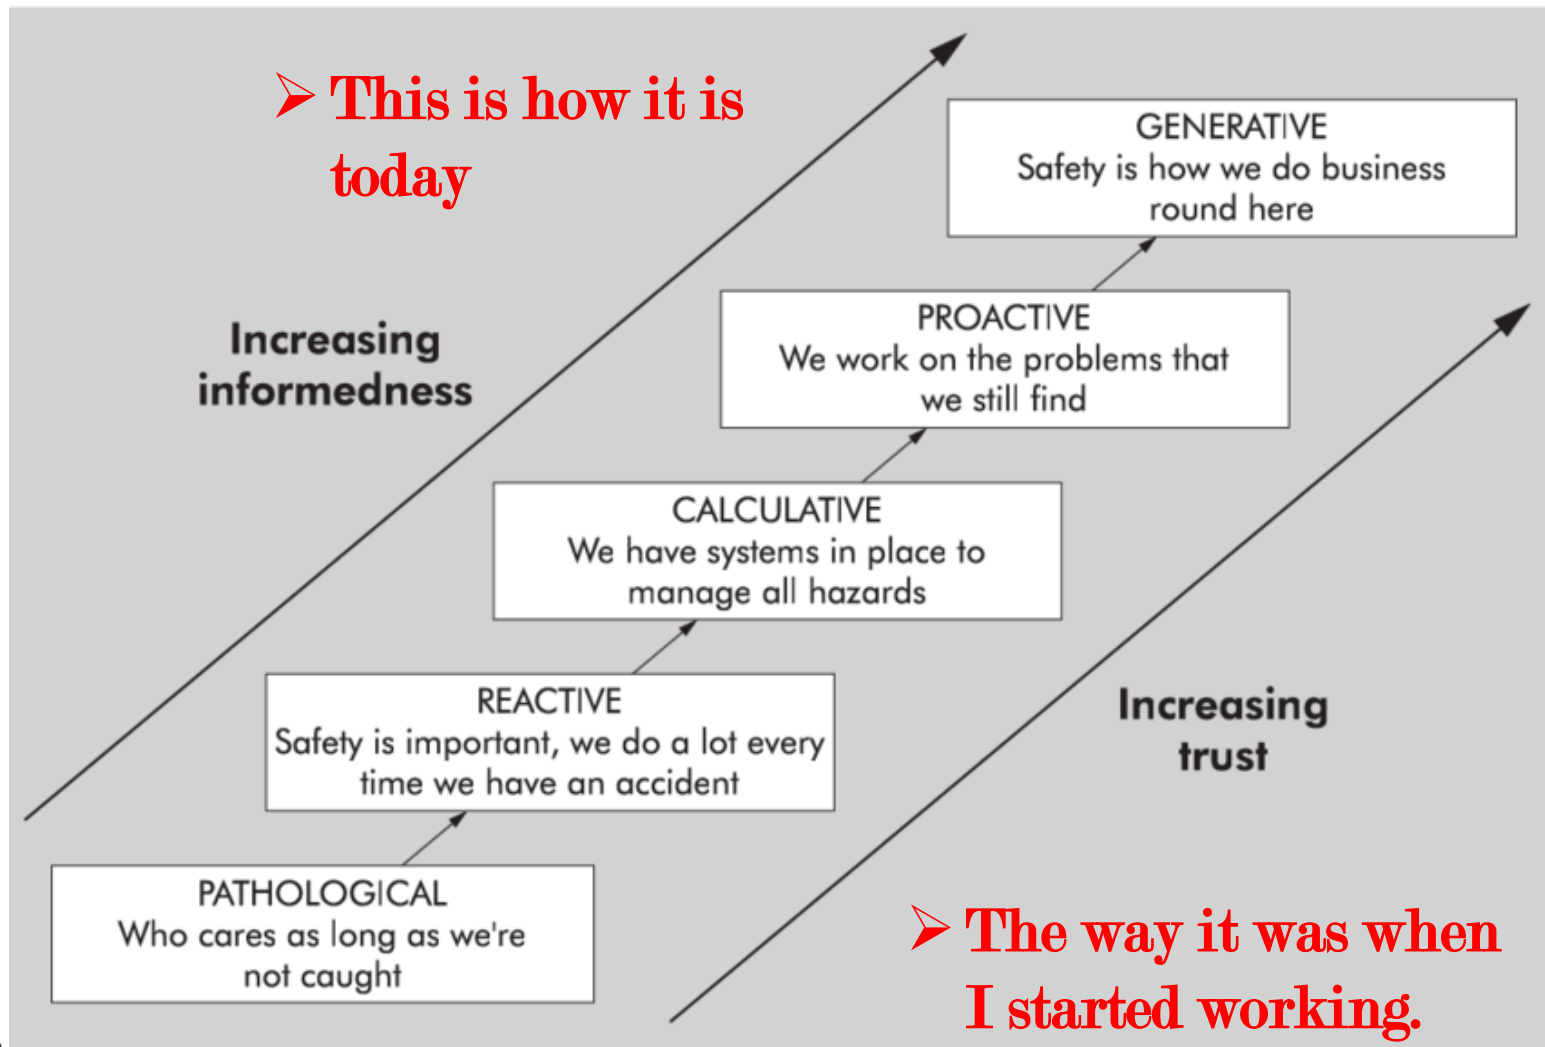 ➢ This is how it is
today
GENERATIVE
Safety is how we do business
round here
Increasing
informedness
PROACTIVE
We work on the problems that
we still find
CALCULATIVE
We have systems in place to
manage all hazards
REACTIVE
Safety is important, we do a lot every
time we have an accident
Increasing
trust
PATHOLOGICAL
Who cares as long as we're
not caught
➢ The way it was when
I started working.